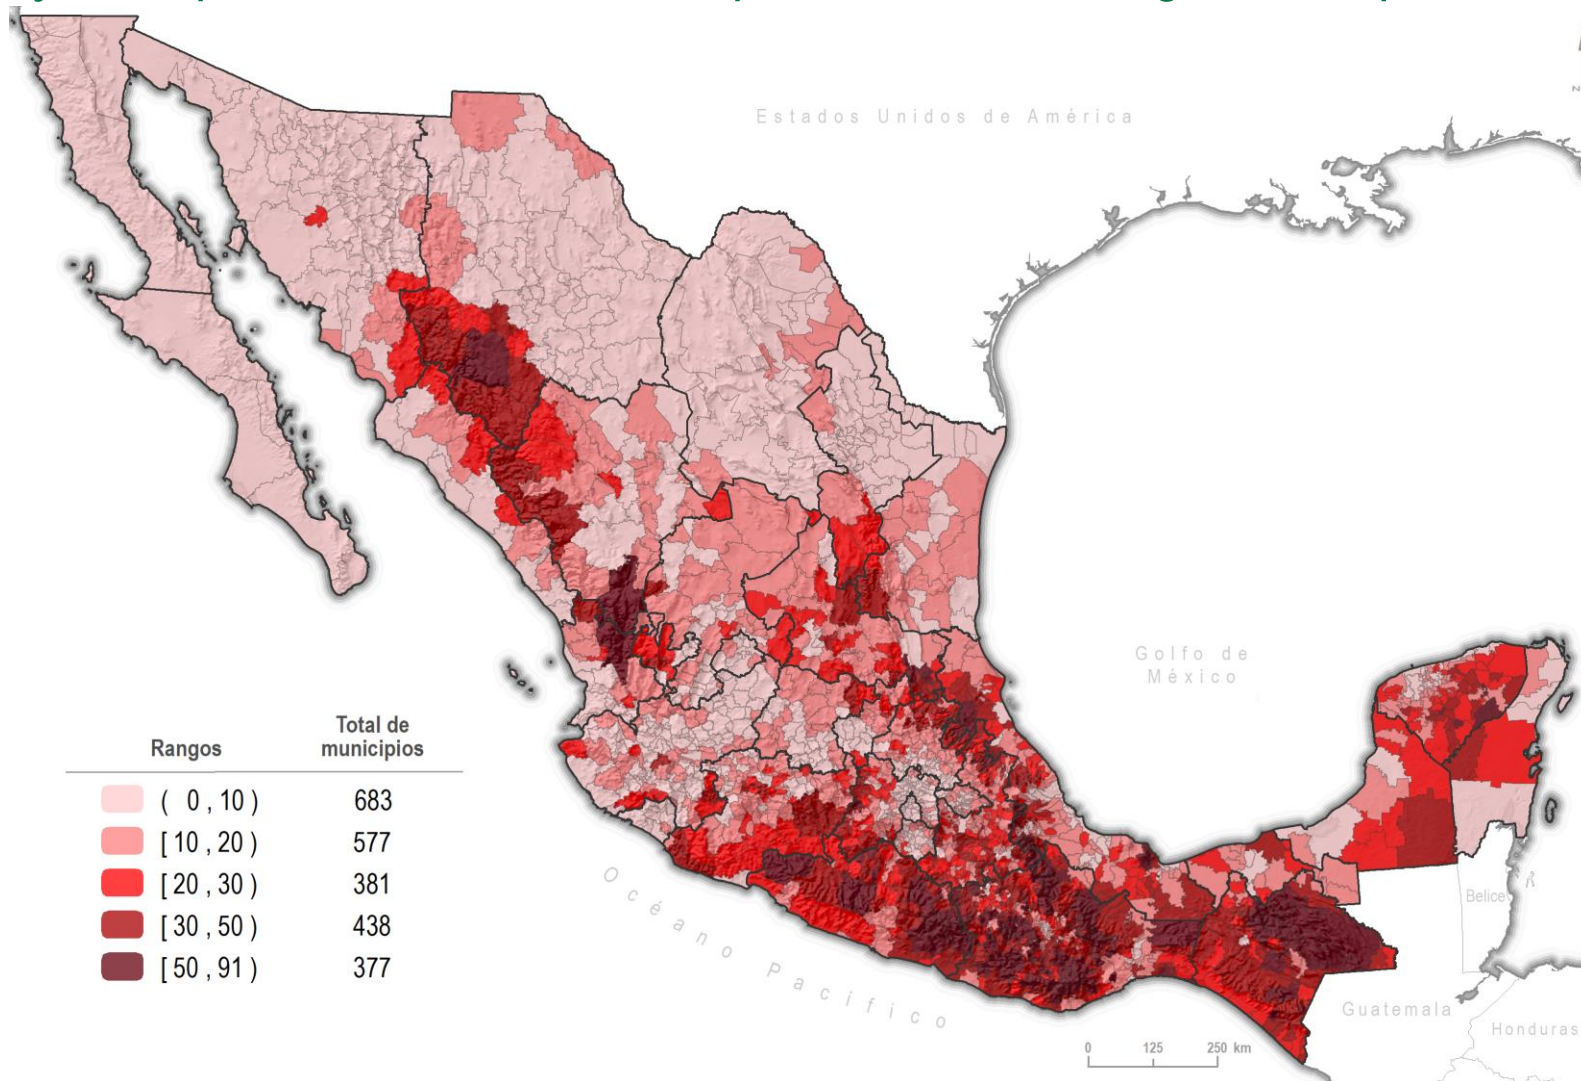 Estados Unidos de América
Golfo de
México
Rangos
Total de
municipios
( 0 , 10 ) 683
[ 10 , 20 ) 577
[ 20 , 30 ) 381
[ 30 , 50 ) 438
[ 50 , 91 ) 377
Océano Pacífico
Belice
Guatemala
Honduras
0 125 250 km